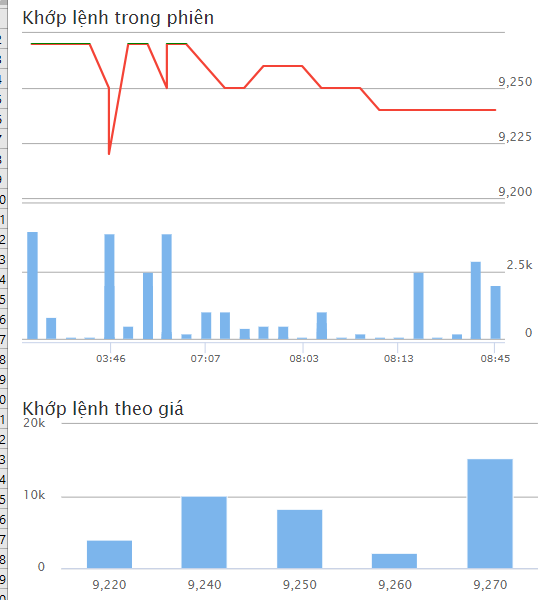 Khớp lệnh trong phiên
9,250
9,225
9,200
2.5k
0
03:46 07:07 08:03 08:13 08:45
Khớp lệnh theo giá
20k
10k
0
9,220 9,240 9,250 9,260 9,270